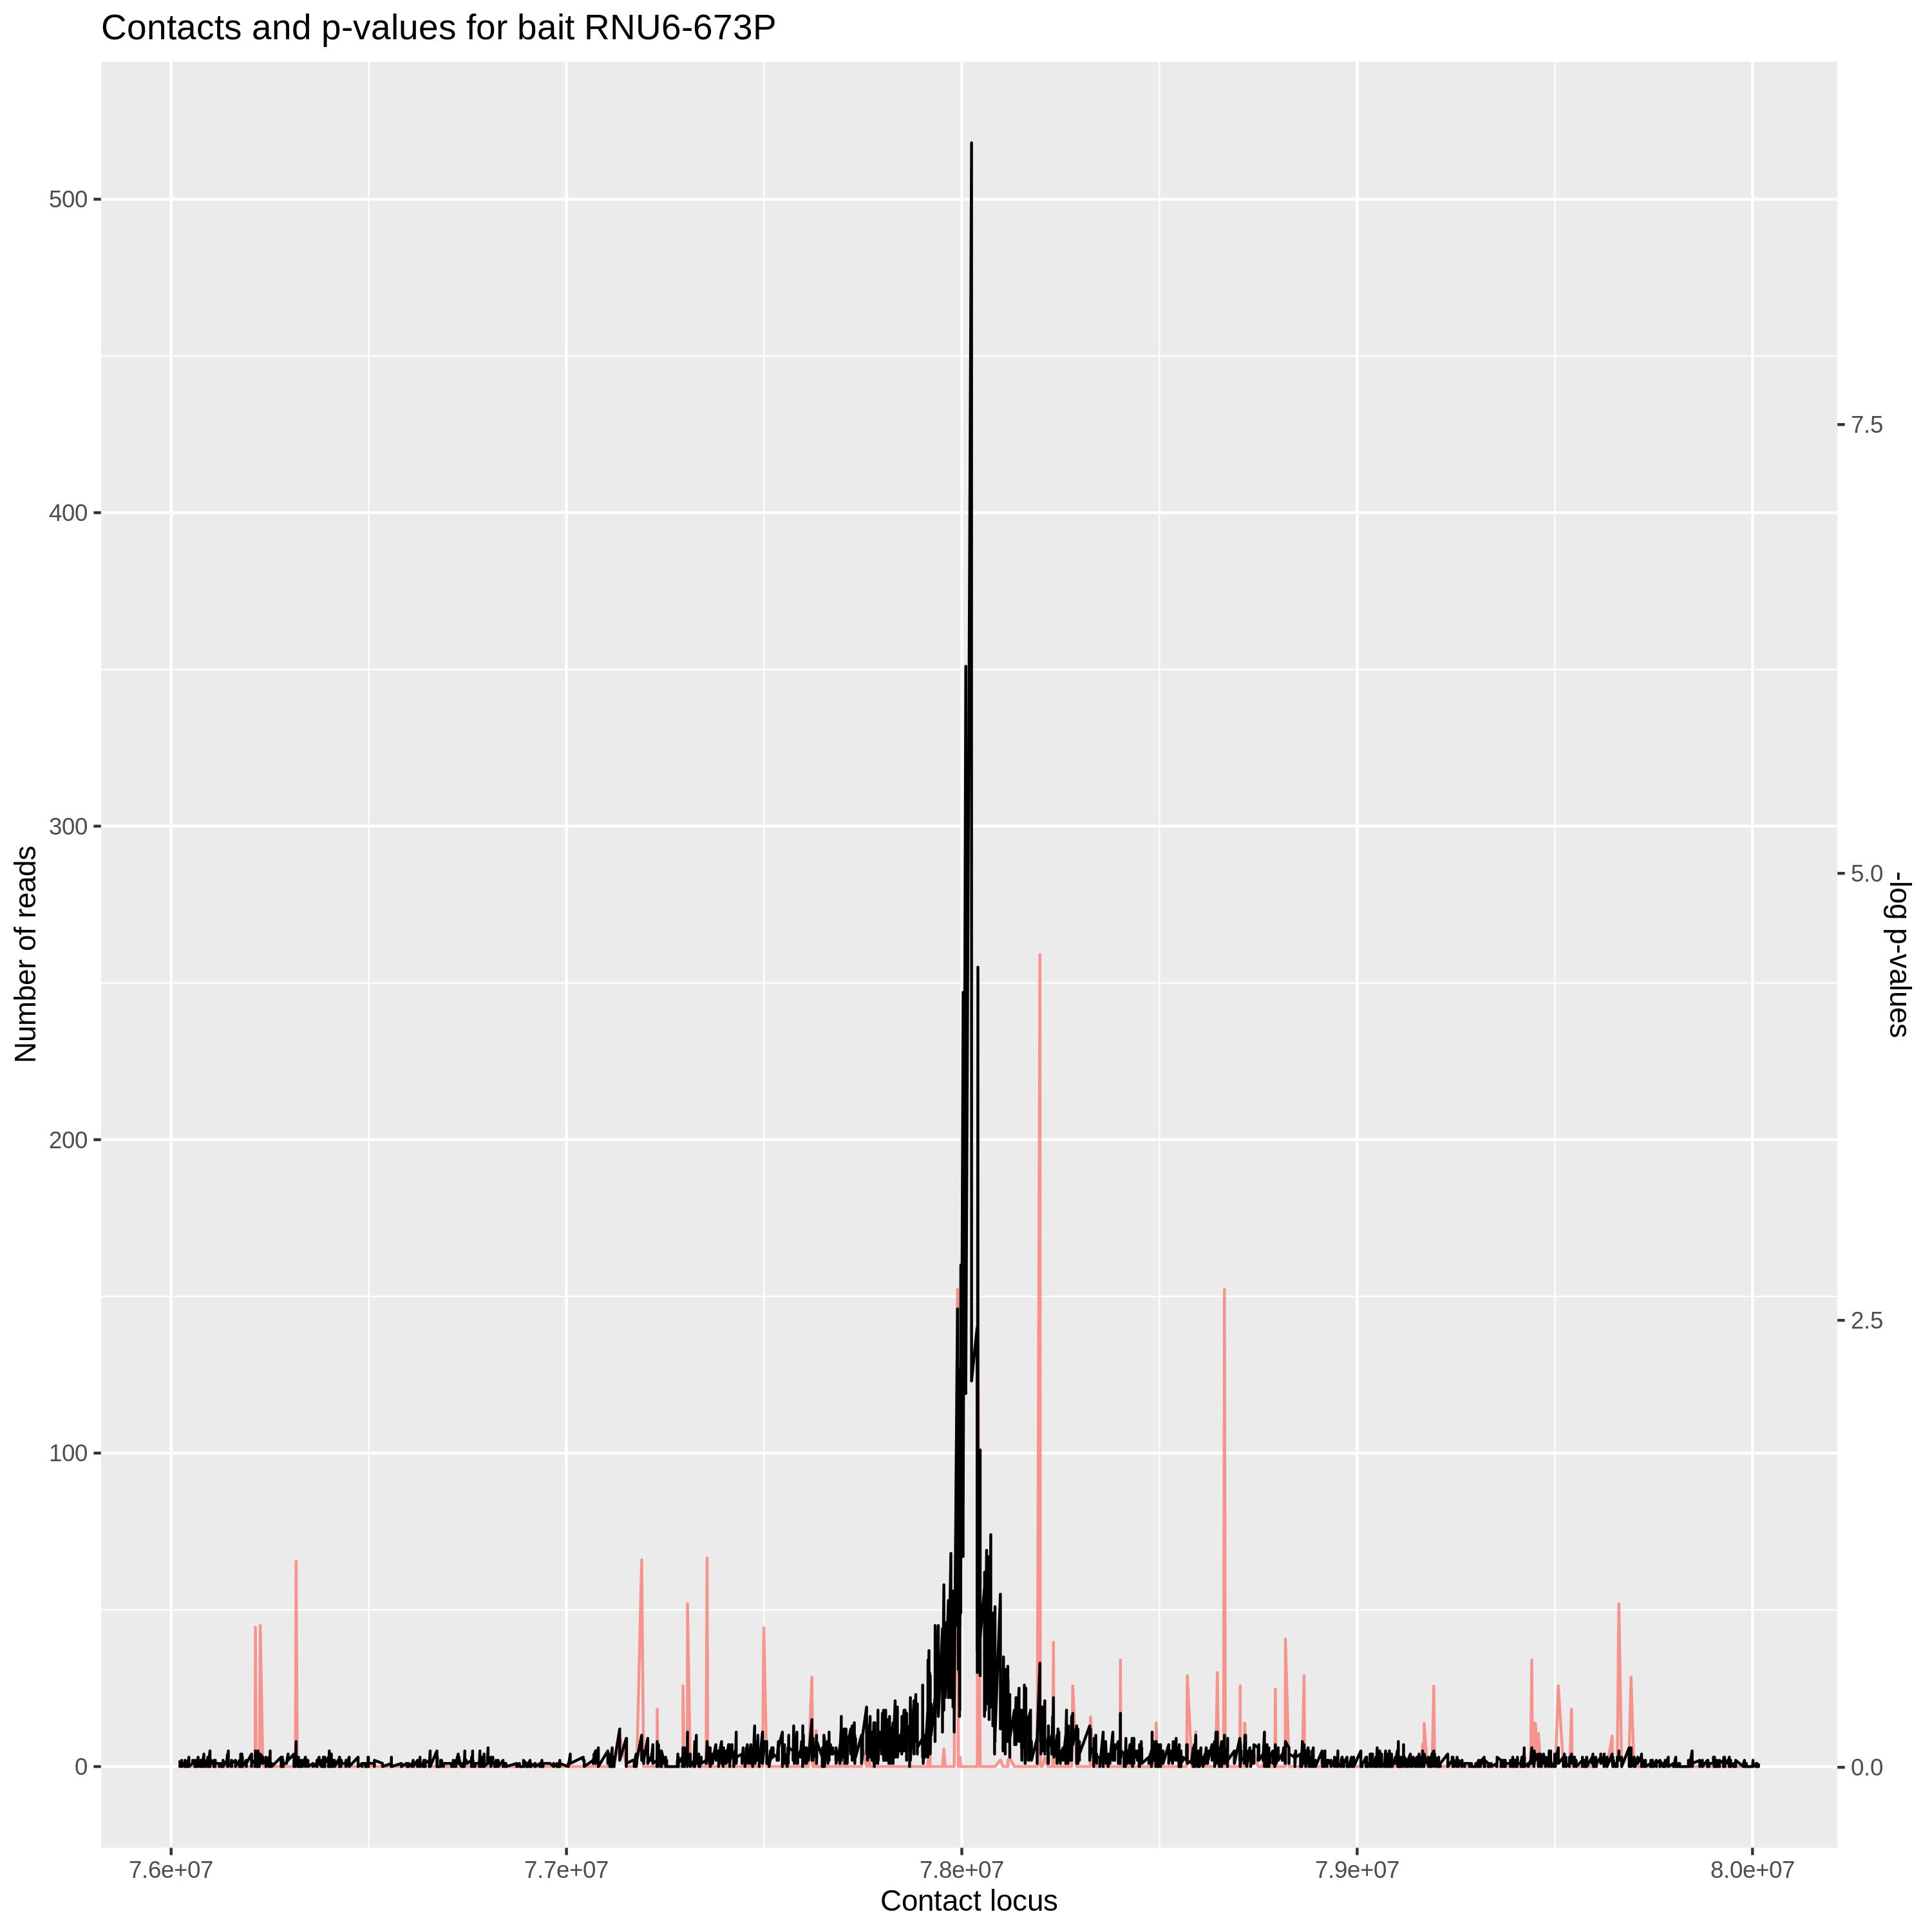 Contacts and p-values for bait RNU6-673P
500
400
300
200
100
0
Number of reads
7.5
5.0
2.5
0.0
-log p-values
7.6e+07
7.7e+07
7.8e+07
7.9e+07
8.0e+07
Contact locus